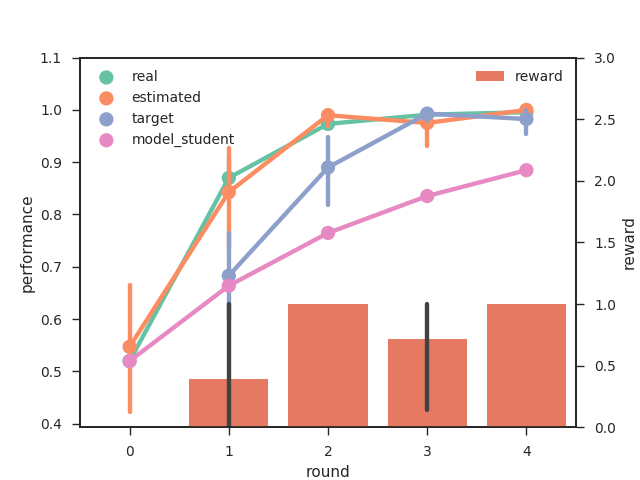 real
estimated
target
model_student
reward
1.1
1.0
0.9
0.8
0.7
0.6
0.5
0.4
performance
3.0
2.5
2.0
1.5
1.0
0.5
0.0
reward
0 1 2 3 4
round